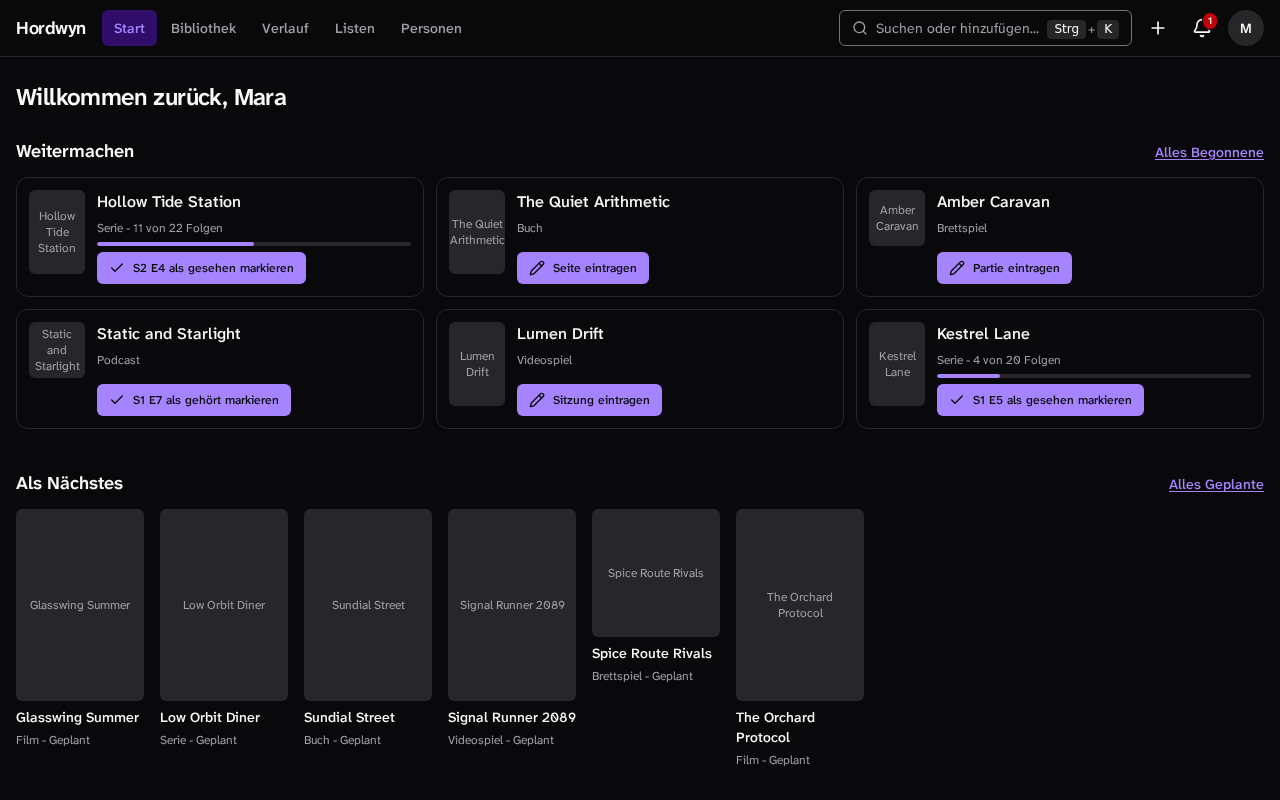 Hordwyn
Start
Bibliothek
Verlauf
Listen
Personen
Suchen oder hinzufügen...
Strg + K
1
M
Willkommen zurück, Mara
Weitermachen
Alles Begonnene
Hollow
Tide
Station
Hollow Tide Station
Serie - 11 von 22 Folgen
S2 E4 als gesehen markieren
The Quiet
Arithmetic
The Quiet Arithmetic
Buch
Seite eintragen
Amber
Caravan
Amber Caravan
Brettspiel
Partie eintragen
Static
and
Starlight
Static and Starlight
Podcast
S1 E7 als gehört markieren
Lumen
Drift
Lumen Drift
Videospiel
Sitzung eintragen
Kestrel
Lane
Kestrel Lane
Serie - 4 von 20 Folgen
S1 E5 als gesehen markieren
Als Nächstes
Alles Geplante
Glasswing Summer
Glasswing Summer
Film - Geplant
Low Orbit Diner
Low Orbit Diner
Serie - Geplant
Sundial Street
Sundial Street
Buch - Geplant
Signal Runner 2089
Signal Runner 2089
Videospiel - Geplant
Spice Route Rivals
Spice Route Rivals
Brettspiel - Geplant
The Orchard
Protocol
The Orchard
Protocol
Film - Geplant